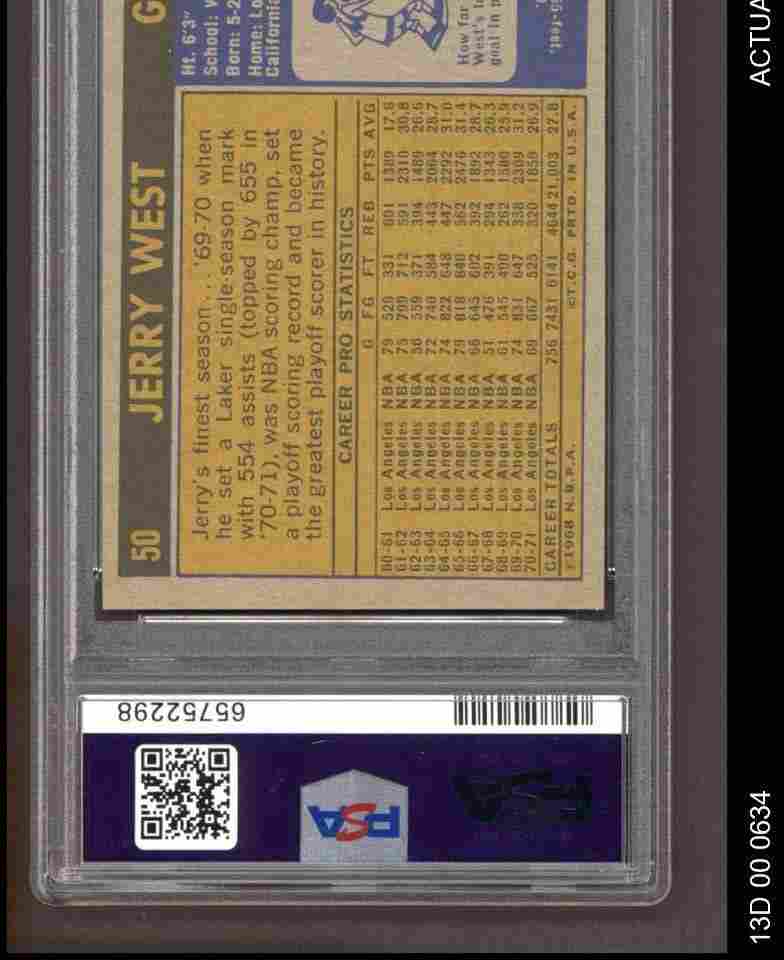 50 JERRY WEST G
Ht. 6'3"
School: W
Born: 5-2
Home: Lo
California
How far
West's l
goal in p
Jerry's finest season... '69-70 when
he set a Laker single-season mark
with 554 assists (topped by 655 in
'70-71), was NBA scoring champ, set
a playoff scoring record and became
the greatest playoff scorer in history.
CAREER PRO STATISTICS
G FG FT REB PTS AVG
60-61 Los Angeles NBA 79 529 331 601 1389 17.6
61-62 Los Angeles NBA 75 799 712 591 2310 30.8
62-63 Los Angeles NBA 56 559 371 394 1489 26.6
63-64 Los Angeles NBA 72 740 584 443 2064 28.7
64-65 Los Angeles NBA 74 822 648 447 2292 31.0
65-66 Los Angeles NBA 79 818 840 562 2476 31.4
66-67 Los Angeles NBA 66 645 602 392 1892 28.7
67-68 Los Angeles NBA 51 476 391 294 1343 26.3
68-69 Los Angeles NBA 61 545 490 262 1580 25.9
69-70 Los Angeles NBA 74 831 647 338 2309 31.2
70-71 Los Angeles NBA 69 667 525 320 1859 26.9
CAREER TOTALS 756 7431 6141 4644 21,003 27.8
©1968 N.B.P.A. ©T.C.G. PRTD. IN U.S.A.
65752298
PSA
PSA
13D 00 0634 ACTUA